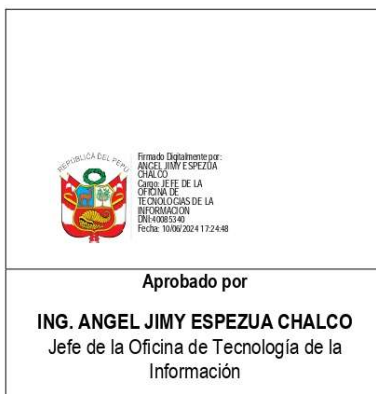 REPÚBLICA DEL PERÚ
Firmado Digitalmente por:
ANGEL JIMY ESPEZUA
CHALCO
Cargo: JEFE DE LA
OFICINA DE
TECNOLOGIAS DE LA
INFORMACION
DNI:40085340
Fecha: 10/06/2024 17:24:48
Aprobado por
ING. ANGEL JIMY ESPEZUA CHALCO
Jefe de la Oficina de Tecnología de la
Información